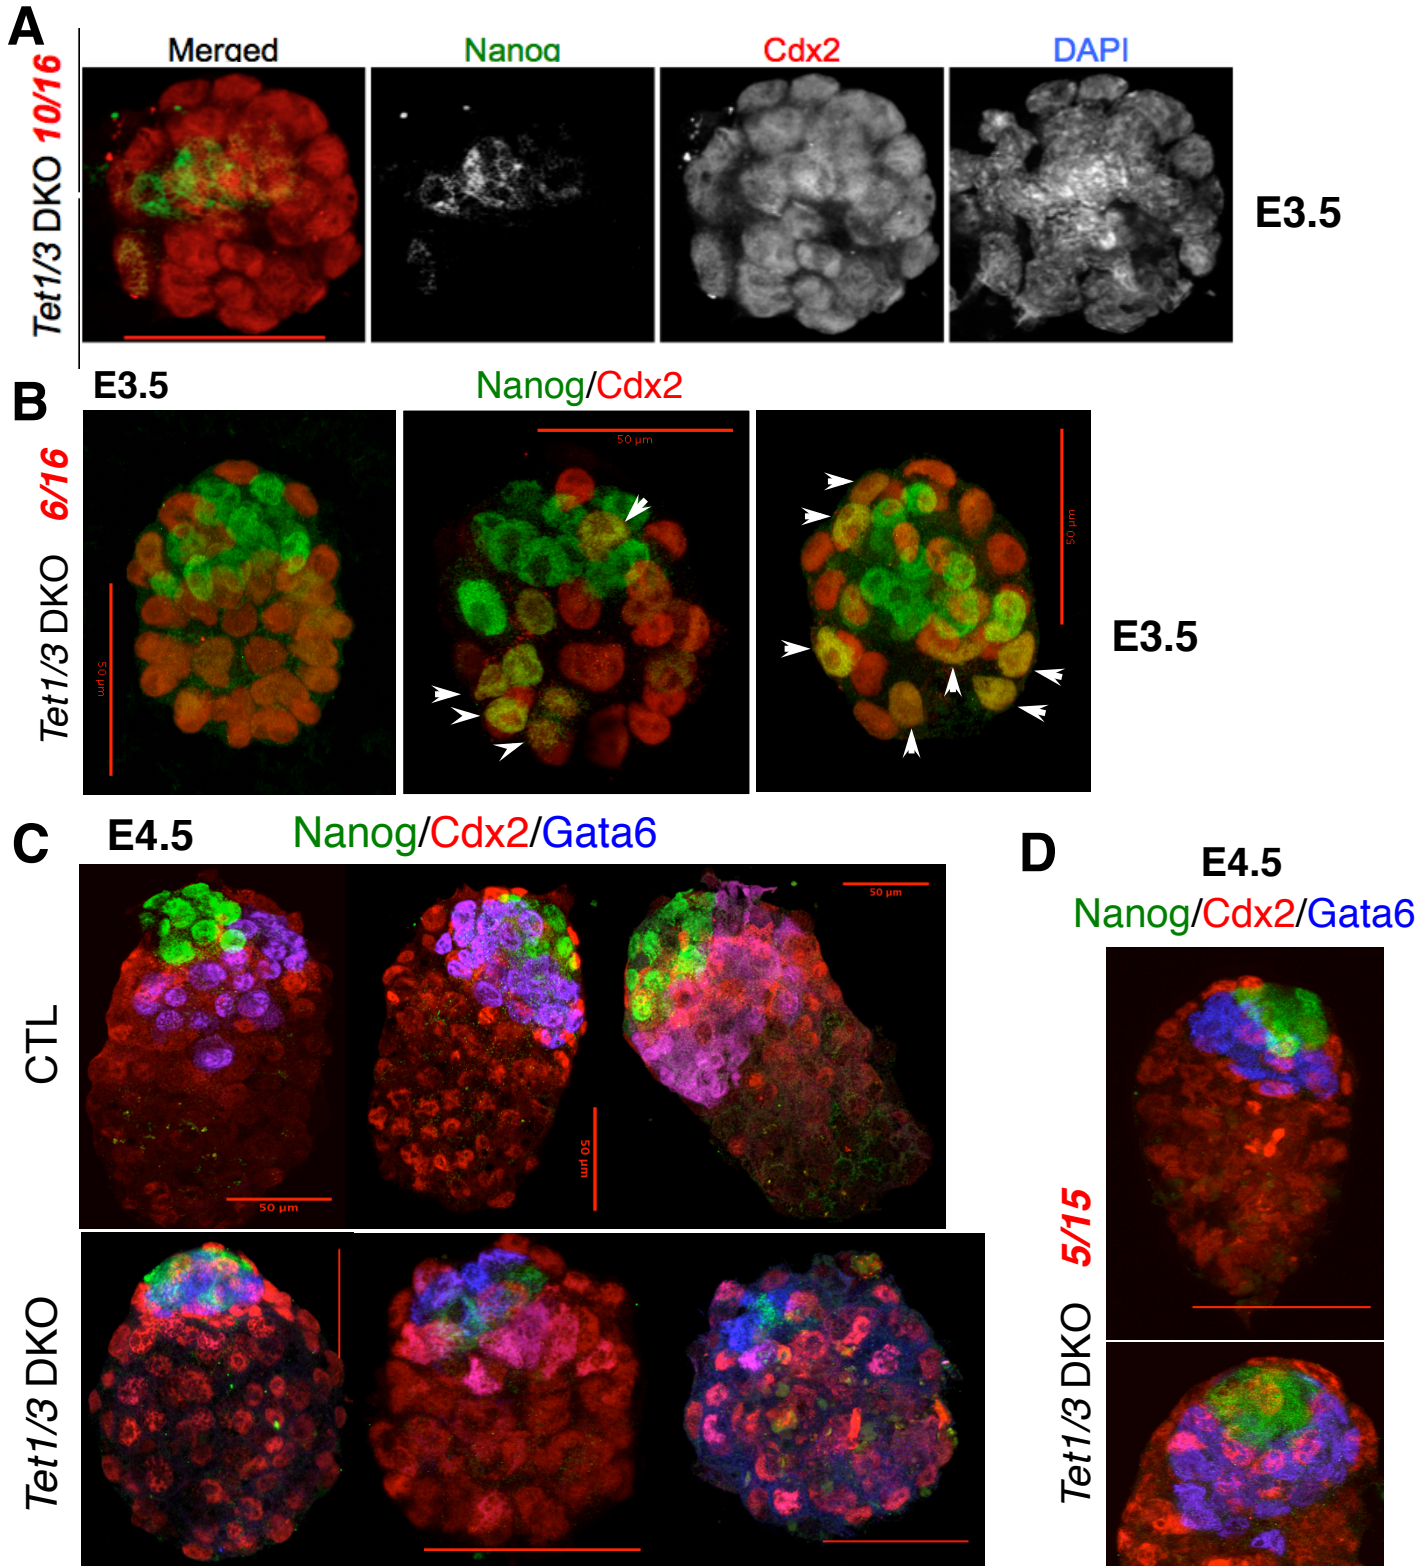 A
Merged Nanog Cdx2 DAPI
Tet1/3 DKO 10/16
E3.5
B
E3.5
Nanog/Cdx2
Tet1/3 DKO 6/16
50 µm
50 µm
50 µm
E3.5
C
E4.5
Nanog/Cdx2/Gata6
CTL
50 µm
50 µm
50 µm
Tet1/3 DKO
D
E4.5
Nanog/Cdx2/Gata6
Tet1/3 DKO 5/15